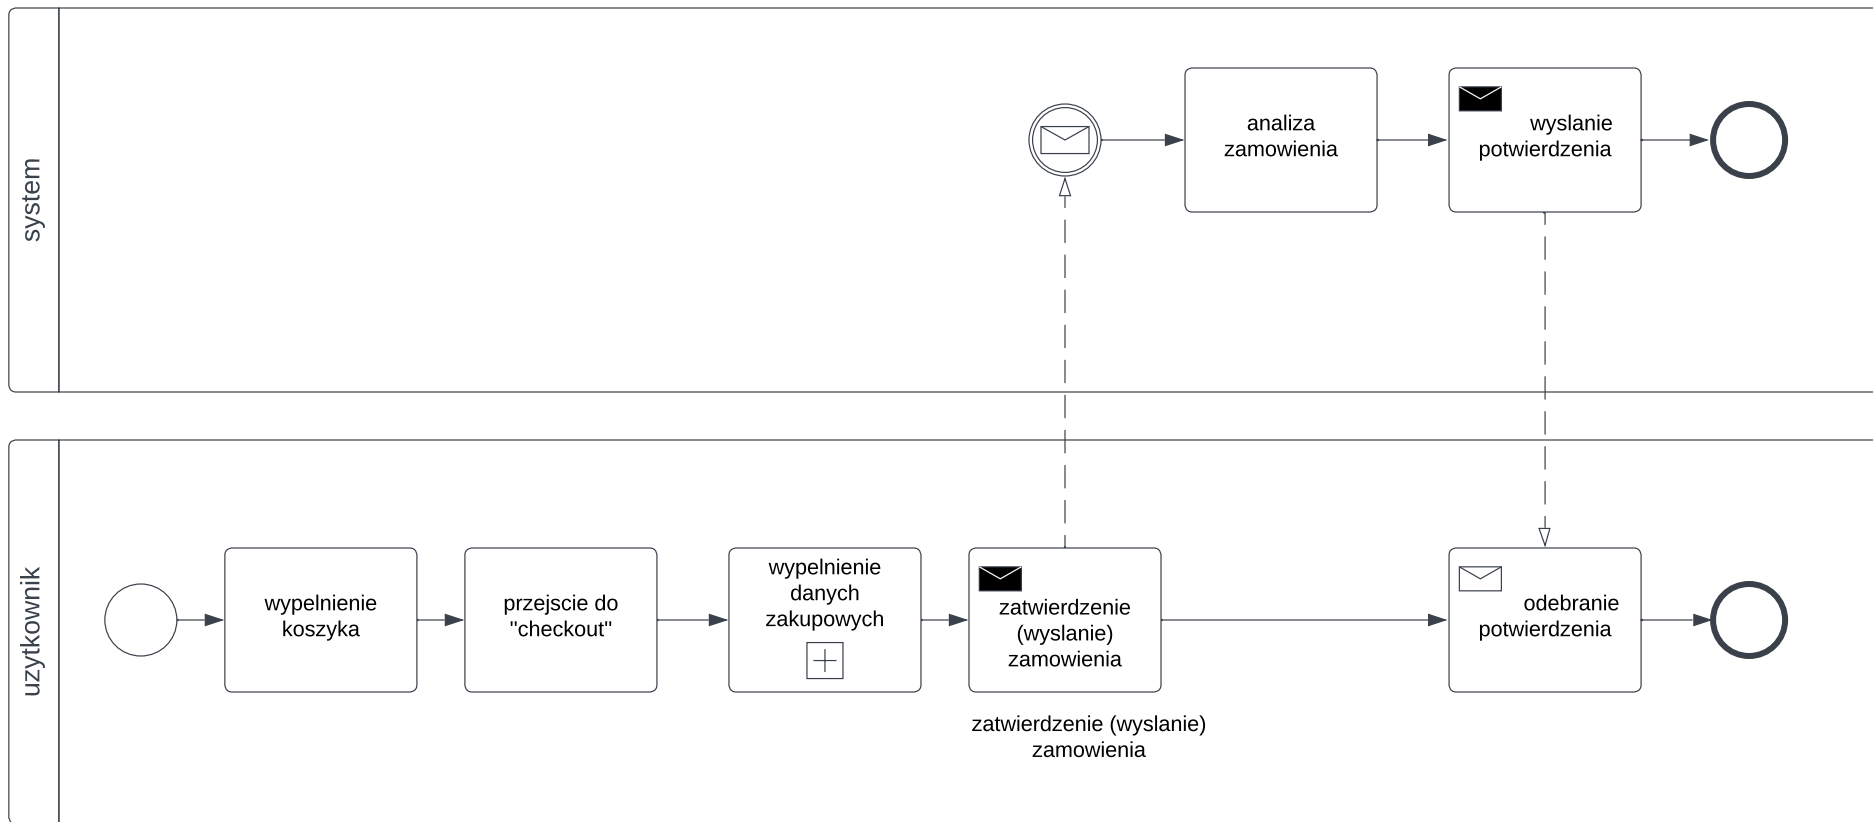 system
analiza
zamowienia
wyslanie
potwierdzenia
uzytkownik
wypelnienie
koszyka
przejscie do
"checkout"
wypelnienie
danych
zakupowych
zatwierdzenie
(wyslanie)
zamowienia
odebranie
potwierdzenia
zatwierdzenie (wyslanie)
zamowienia